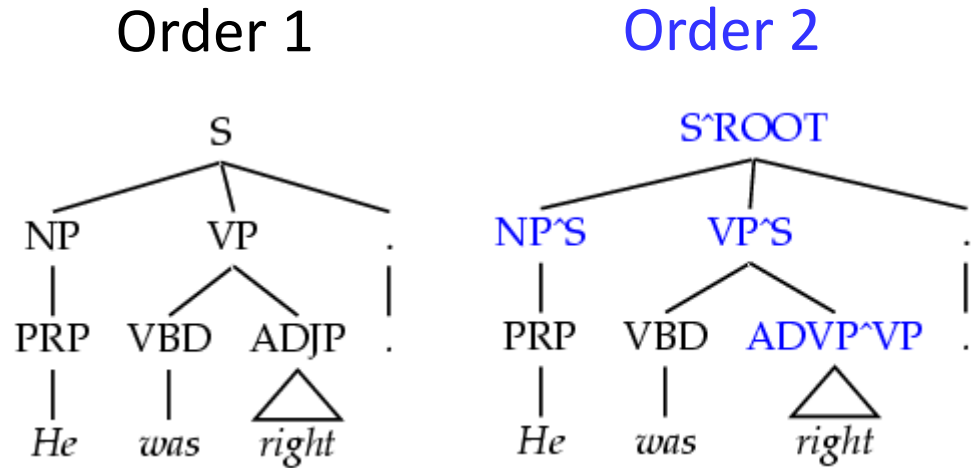 Order 1 Order 2
S S^ROOT
NP VP . NP^S VP^S .
PRP VBD ADJP . PRP VBD ADVP^VP .
He was right He was right